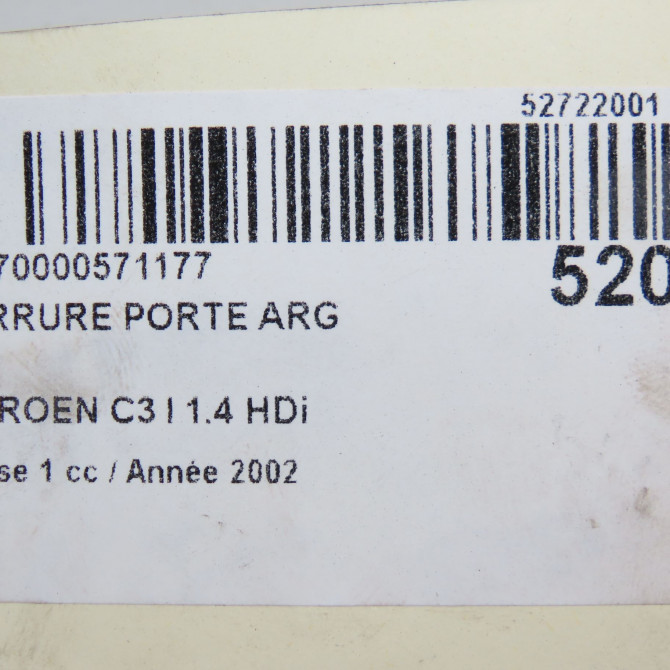 52722001
70000571177
520
RRURE PORTE ARG
ROEN C3 I 1.4 HDi
se 1 cc / Année 2002